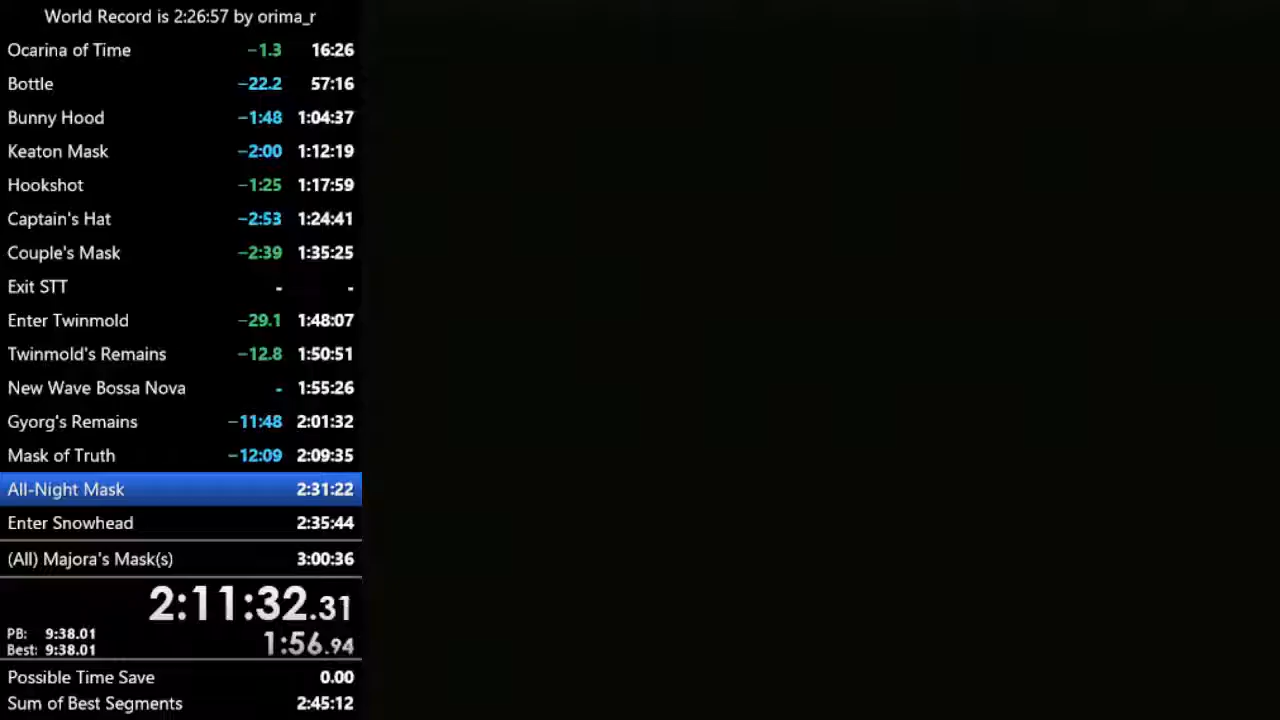 World Record is 2:26:57 by orima_r
Ocarina of Time −1.3 16:26
Bottle −22.2 57:16
Bunny Hood −1:48 1:04:37
Keaton Mask −2:00 1:12:19
Hookshot −1:25 1:17:59
Captain's Hat −2:53 1:24:41
Couple's Mask −2:39 1:35:25
Exit STT - -
Enter Twinmold −29.1 1:48:07
Twinmold's Remains −12.8 1:50:51
New Wave Bossa Nova - 1:55:26
Gyorg's Remains −11:48 2:01:32
Mask of Truth −12:09 2:09:35
All-Night Mask 2:31:22
Enter Snowhead 2:35:44
(All) Majora's Mask(s) 3:00:36
2:11:32.31
PB: 9:38.01
Best: 9:38.01 1:56.94
Possible Time Save 0.00
Sum of Best Segments 2:45:12